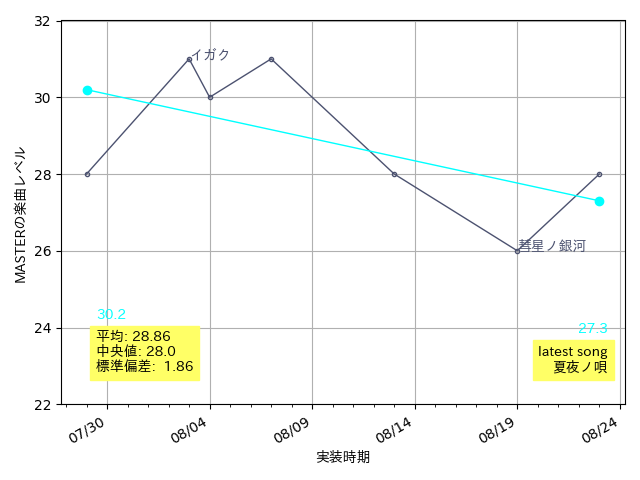 32
30
28
26
24
22
MASTERの楽曲レベル
イガク
彗星ノ銀河
30.2
平均: 28.86
中央値: 28.0
標準偏差: 1.86
27.3
latest song
夏夜ノ唄
07/30
08/04
08/09
08/14
08/19
08/24
実装時期